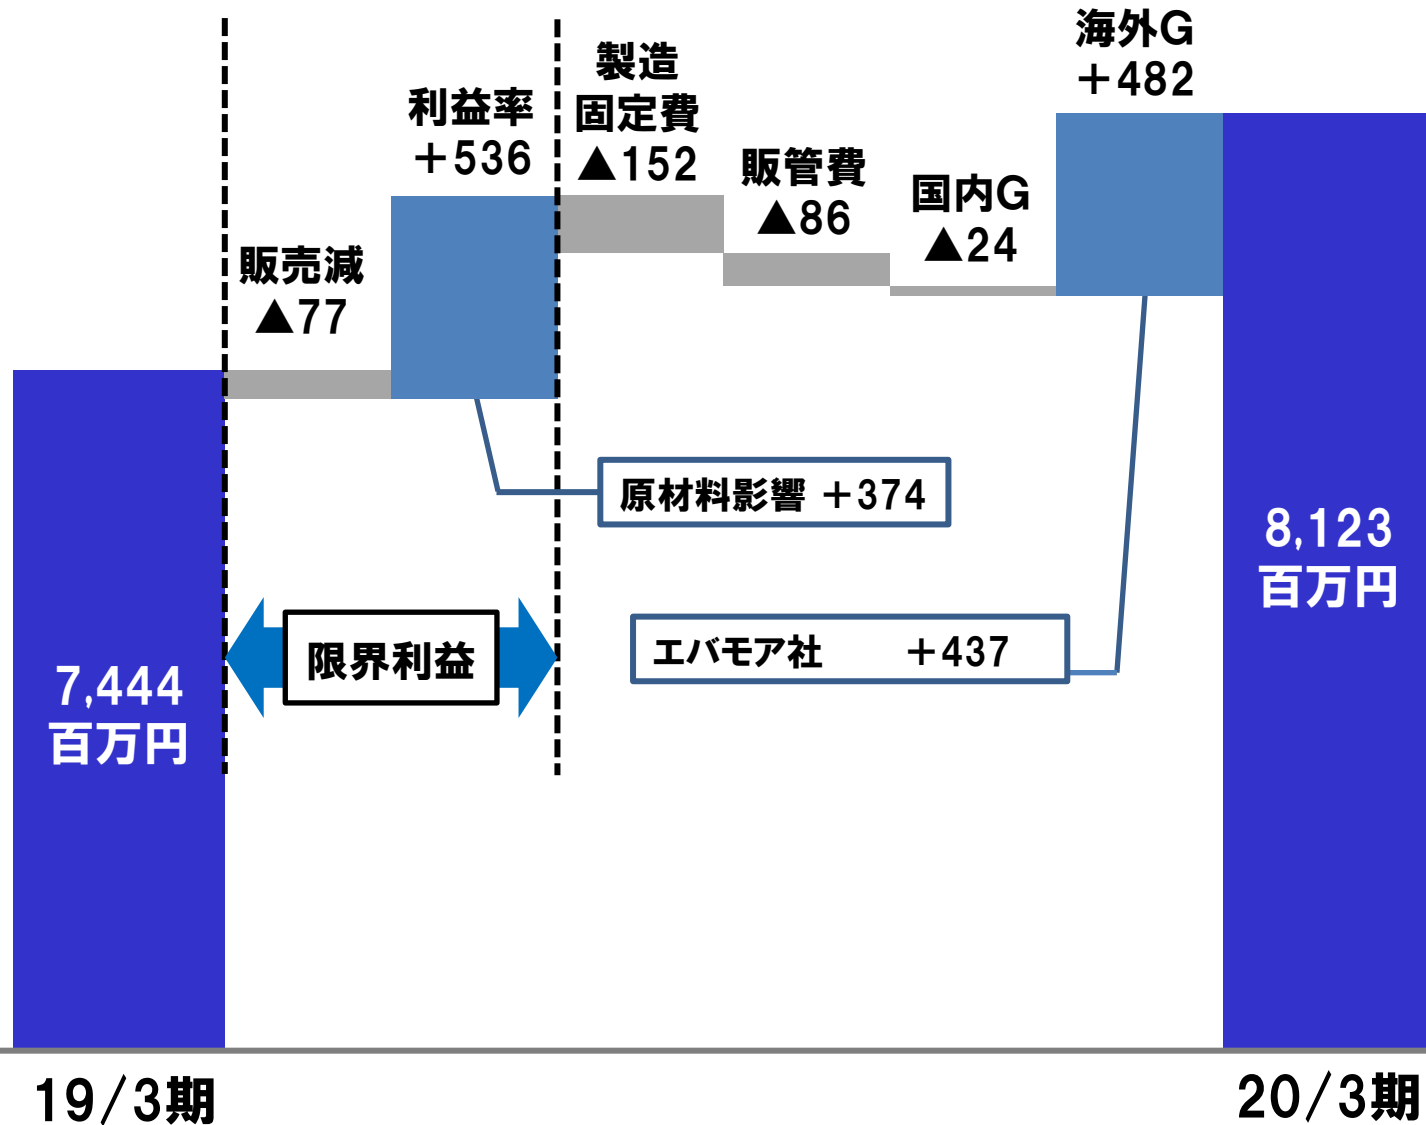 海外G
＋482
製造
固定費
▲152
利益率
＋536
販管費
▲86
国内G
▲24
販売減
▲77
原材料影響 ＋374
8,123
百万円
エバモア社　　＋437
限界利益
7,444
百万円
19/3期
20/3期